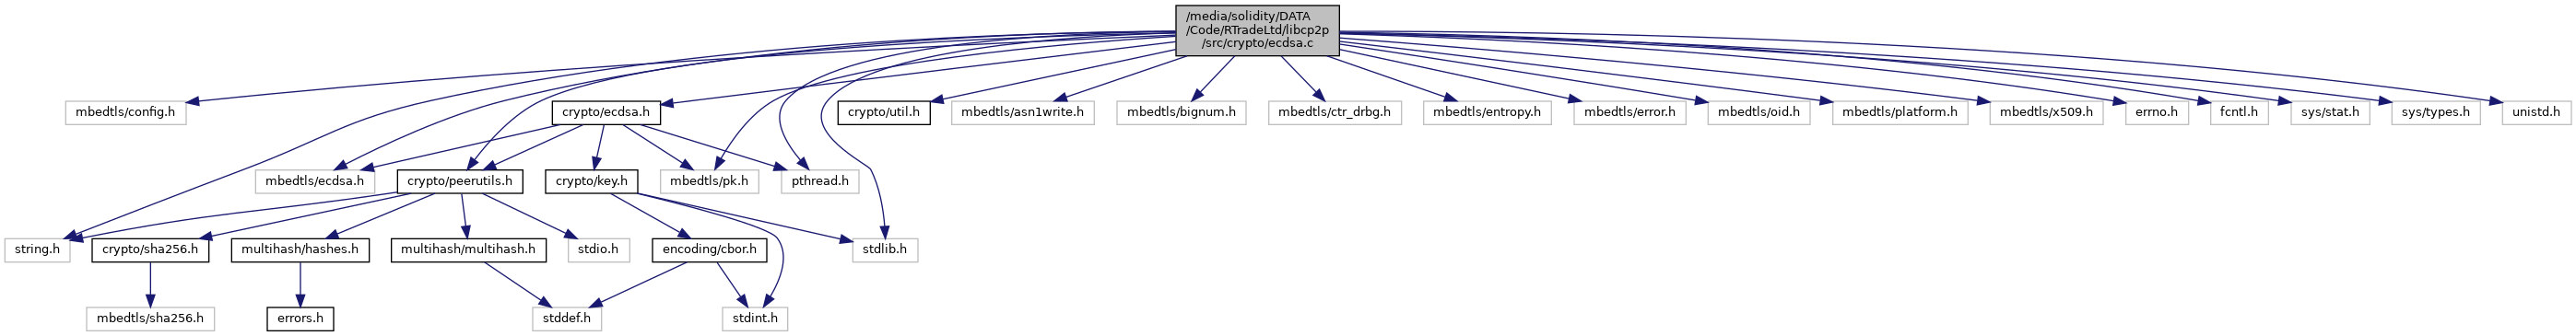 /media/solidity/DATA
/Code/RTradeLtd/libcp2p
/src/crypto/ecdsa.c
mbedtls/config.h
crypto/ecdsa.h
crypto/util.h
mbedtls/asn1write.h
mbedtls/bignum.h
mbedtls/ctr_drbg.h
mbedtls/entropy.h
mbedtls/error.h
mbedtls/oid.h
mbedtls/platform.h
mbedtls/x509.h
errno.h
fcntl.h
sys/stat.h
sys/types.h
unistd.h
mbedtls/ecdsa.h
crypto/peerutils.h
crypto/key.h
mbedtls/pk.h
pthread.h
string.h
crypto/sha256.h
multihash/hashes.h
multihash/multihash.h
stdio.h
encoding/cbor.h
stdlib.h
mbedtls/sha256.h
errors.h
stddef.h
stdint.h